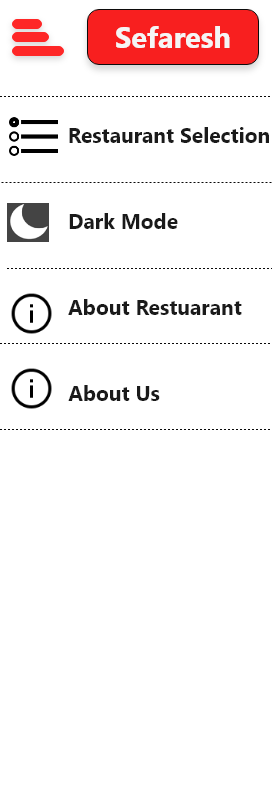 Sefaresh
Restaurant Selection
Dark Mode
About Restuarant
About Us